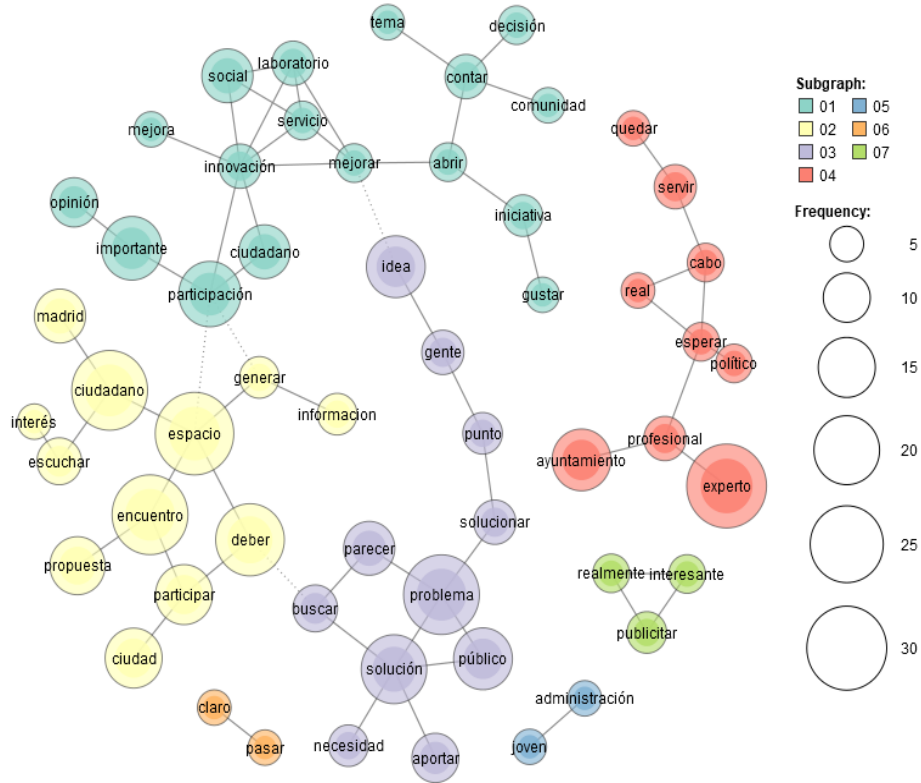 tema
decisión
social
laboratorio
contar
comunidad
servicio
mejora
innovación
mejorar
abrir
opinión
importante
ciudadano
iniciativa
participación
idea
gustar
madrid
gente
generar
ciudadano
informacion
interés
espacio
punto
escuchar
encuentro
solucionar
deber
parecer
propuesta
participar
buscar
problema
ciudad
solución
público
necesidad
aportar
claro
pasar
administración
joven
quedar
servir
cabo
real
esperar
político
profesional
ayuntamiento
experto
realmente
interesante
publicitar
Subgraph:
01 05
02 06
03 07
04
Frequency:
5
10
15
20
25
30